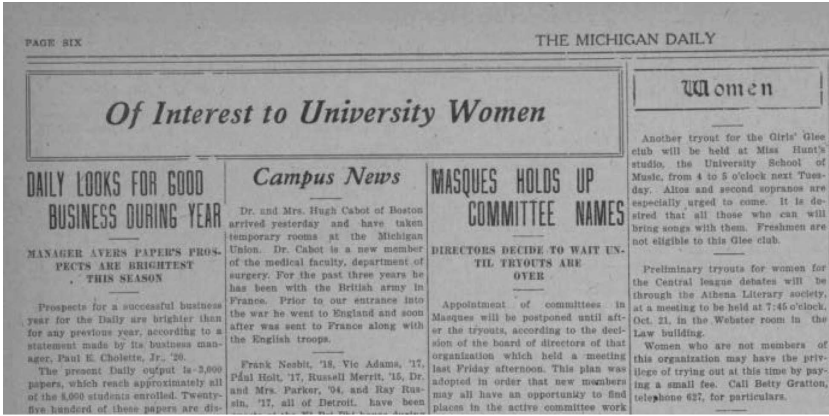 PAGE SIX
THE MICHIGAN DAILY
Of Interest to University Women
DAILY LOOKS FOR GOOD
BUSINESS DURING YEAR
MANAGER AVERS PAPER'S PROS-
PECTS ARE BRIGHTEST
THIS SEASON
Prospects for a successful business
year for the Daily are brighter then
for any previous year, according to a
statement made by its business man-
ager, Paul E. Cholette, Jr., '20.
The present Daily output is 3,000
papers, which reach approximately all
of the 8,000 students enrolled. Twenty-
five hunderd of these papers are dis-
Campus News
Dr. and Mrs. Hugh Cabot of Boston
arrived yesterday and have taken
temporary rooms at the Michigan
Union. Dr. Cabot is a new member
of the medical faculty, department of
surgery. For the past three years he
has been with the British army in
France. Prior to our entrance into
the war he went to England and soon
after was sent to France along with
the English troops.
Frank Nesbit, '18, Vic Adams, '17,
Paul Holt, '17, Russell Merrit, '15, Dr.
and Mrs. Parker, '04, and Ray Rus-
sin, '17, all of Detroit, have been
MASQUES HOLDS UP
COMMITTEE NAMES
DIRECTORS DECIDE TO WAIT UN-
TIL TRYOUTS ARE
OVER
Appointment of committees in
Masques will be postponed until aft-
er the tryouts, according to the deci-
sion of the board of directors of that
organization which held a meeting
last Friday afternoon. This plan was
adopted in order that new members
may all have an opportunity to find
places in the active committee work
Women
Another tryout for the Girls' Glee
club will be held at Miss Hunt's
studio, the University School of
Music, from 4 to 5 o'clock next Tues-
day. Altos and second sopranos are
especially urged to come. It is de-
sired that all those who can will
bring songs with them. Freshmen are
not eligible to this Glee club.
Preliminary tryouts for women for
the Central league debates will be
through the Athena Literary society,
at a meeting to be held at 7:45 o'clock,
Oct. 21, in the Webster room in the
Law building.
Women who are not members of
this organization may have the priv-
ilege of trying out at this time by pay-
ing a small fee. Call Betty Gratton,
telephone 627, for particulars.